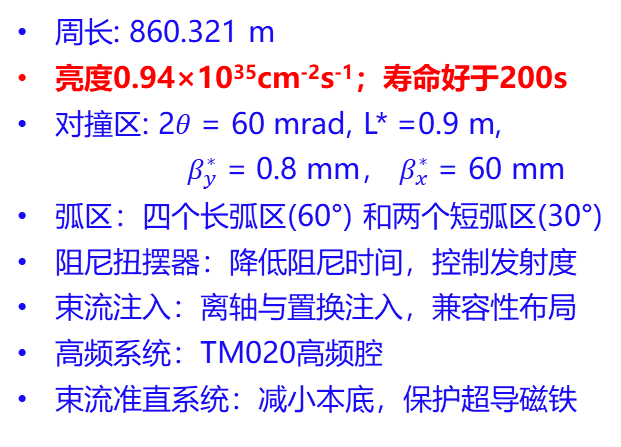 • 周长: 860.321 m
• 亮度0.94×10³⁵cm⁻²s⁻¹；寿命好于200s
• 对撞区: 2θ = 60 mrad, L* =0.9 m,
β*y = 0.8 mm， β*x = 60 mm
• 弧区：四个长弧区(60°) 和两个短弧区(30°)
• 阻尼扭摆器：降低阻尼时间，控制发射度
• 束流注入：离轴与置换注入，兼容性布局
• 高频系统：TM020高频腔
• 束流准直系统：减小本底，保护超导磁铁